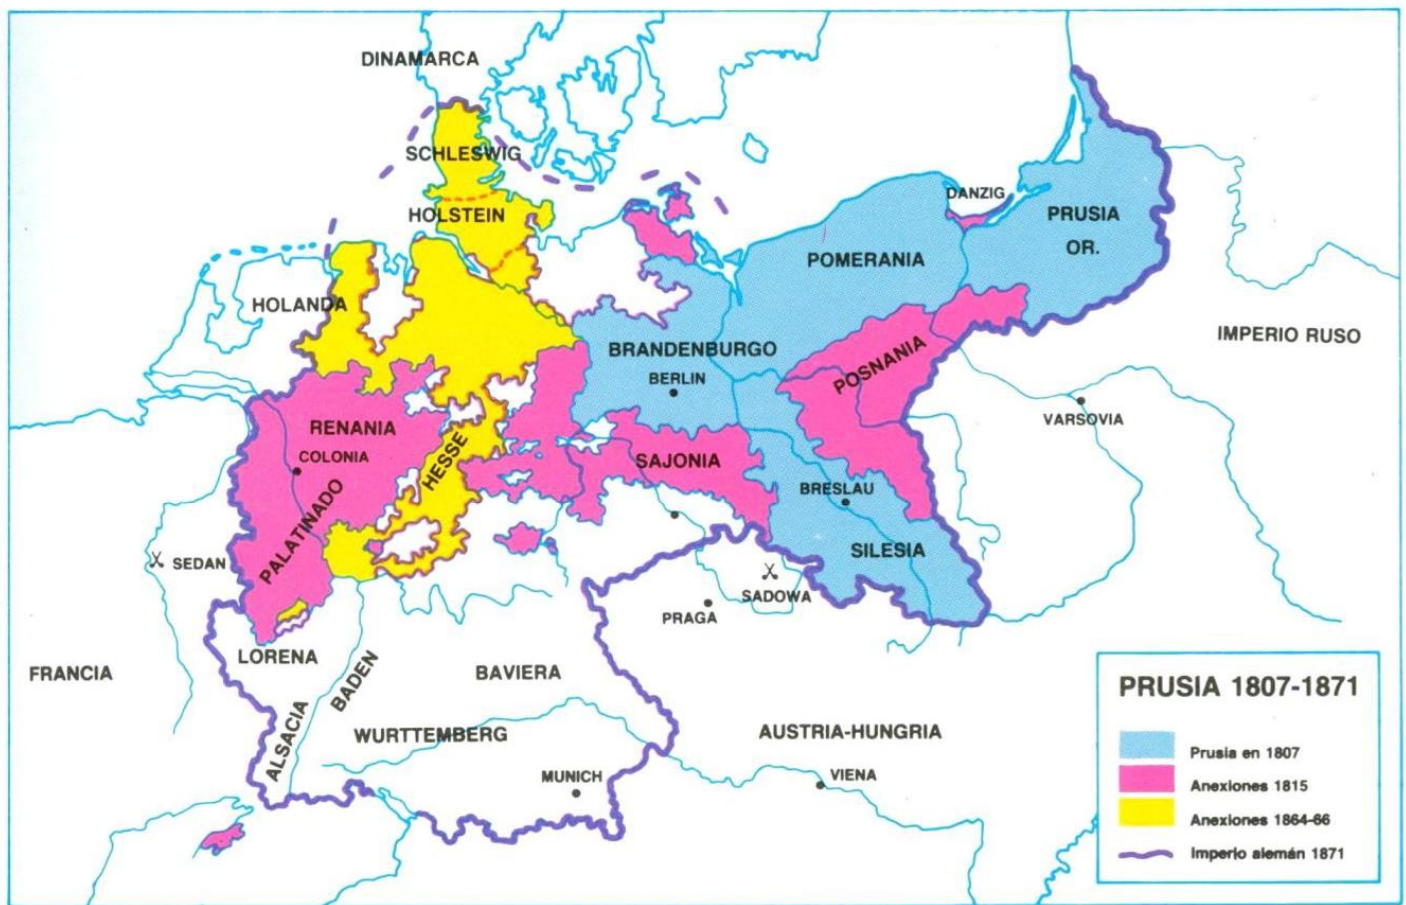 DINAMARCA
SCHLESWIG
HOLSTEIN
DANZIG
PRUSIA
OR.
POMERANIA
HOLANDA
IMPERIO RUSO
BRANDENBURGO
BERLIN
POSNANIA
VARSOVIA
RENANIA
COLONIA
HESSE
SAJONIA
BRESLAU
PALATINADO
SILESIA
SEDAN
SADOWA
PRAGA
LORENA
FRANCIA
BADEN
BAVIERA
ALSACIA
WURTTEMBERG
AUSTRIA-HUNGRIA
MUNICH
VIENA
PRUSIA 1807-1871
Prusia en 1807
Anexiones 1815
Anexiones 1864-66
Imperio alemán 1871